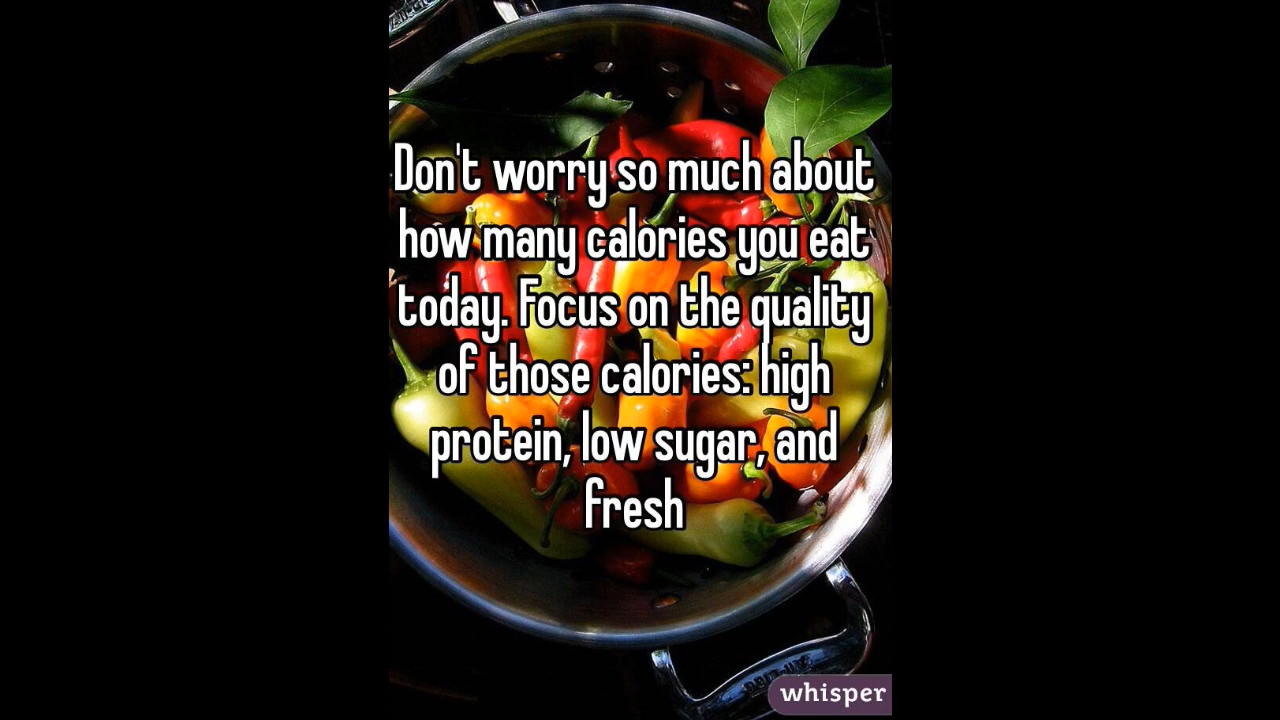 Don't worry so much about
how many calories you eat
today. Focus on the quality
of those calories: high
protein, low sugar, and
fresh
whisper